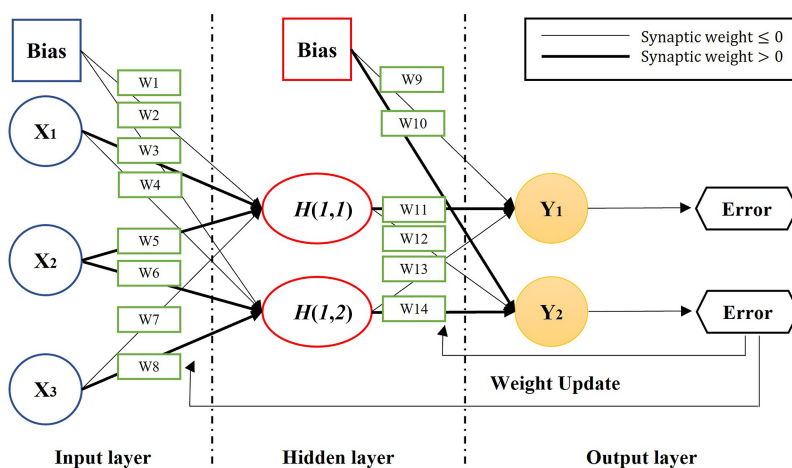 Bias
Bias
Synaptic weight ≤ 0
Synaptic weight > 0
W1
W9
W2
W10
X1
W3
W4
H(1,1)
W11
Y1
Error
W5
W12
X2
W6
W13
H(1,2)
W14
Y2
Error
W7
W8
X3
Weight Update
Input layer
Hidden layer
Output layer